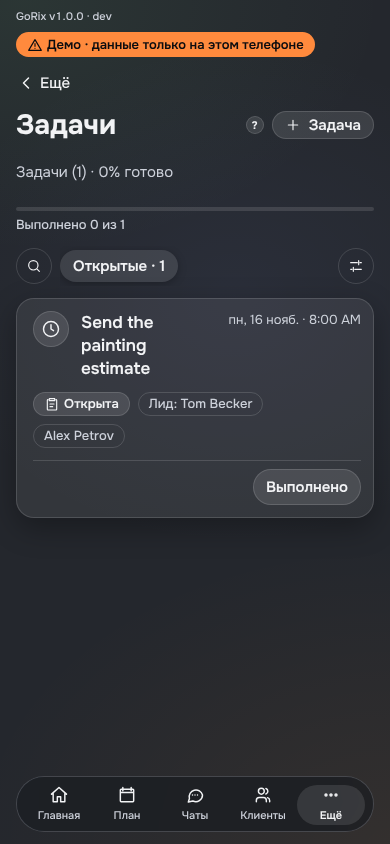 GoRix v1.0.0 · dev
Демо · данные только на этом телефоне
Ещё
Задачи
?
Задача
Задачи (1) · 0% готово
Выполнено 0 из 1
Открытые · 1
Send the
painting
estimate
пн, 16 нояб. · 8:00 AM
Открыта
Лид: Tom Becker
Alex Petrov
Выполнено
Главная
План
Чаты
Клиенты
Ещё